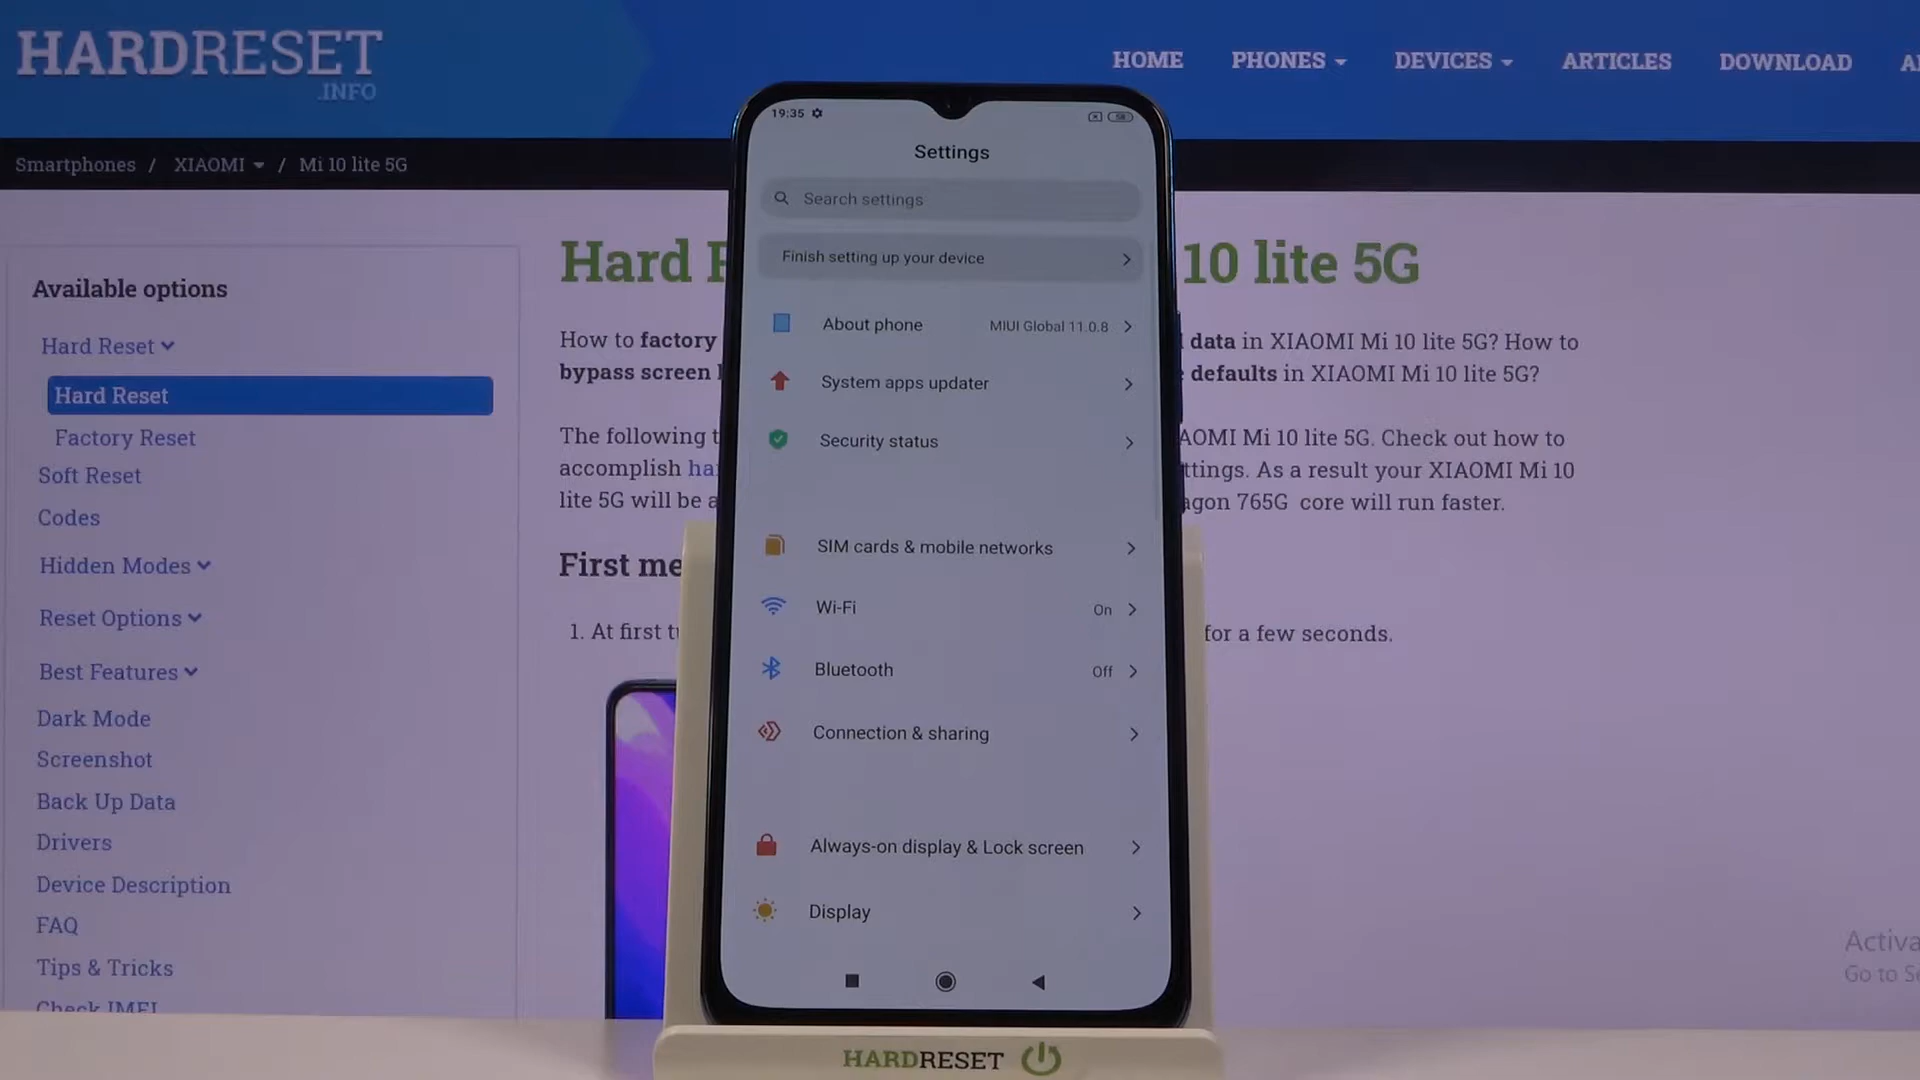 HARDRESET
.INFO
HOME PHONES DEVICES ARTICLES DOWNLOAD
Smartphones / XIAOMI / Mi 10 lite 5G
Available options
Hard Reset
Hard Reset
Factory Reset
Soft Reset
Codes
Hidden Modes
Reset Options
Best Features
Dark Mode
Screenshot
Back Up Data
Drivers
Device Description
FAQ
Tips & Tricks
Check IMEI
Hard
10 lite 5G
How to factory
data in XIAOMI Mi 10 lite 5G? How to
bypass screen
defaults in XIAOMI Mi 10 lite 5G?
The following
XIAOMI Mi 10 lite 5G. Check out how to
accomplish
As a result your XIAOMI Mi 10
lite 5G will be
765G core will run faster.
First
1. At first
for a few seconds.
19:35
58
Settings
Search settings
Finish setting up your device
About phone MIUI Global 11.0.8
System apps updater
Security status
SIM cards & mobile networks
Wi-Fi On
Bluetooth Off
Connection & sharing
Always-on display & Lock screen
Display
Go to
HARDRESET